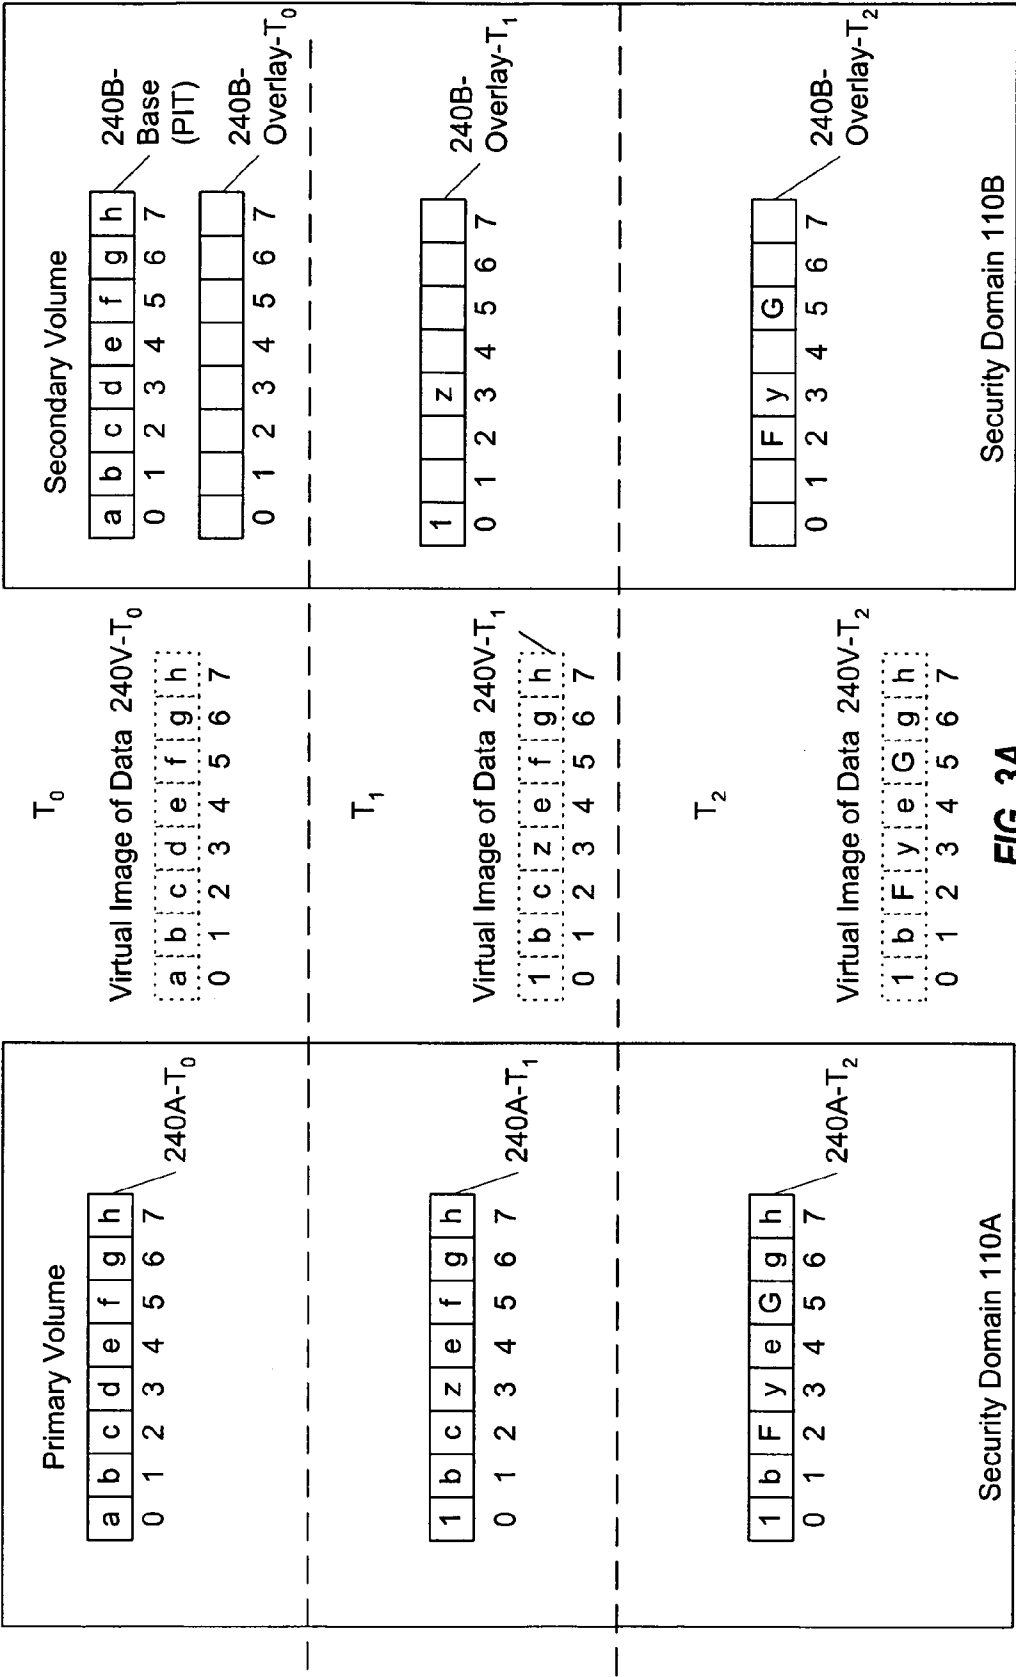 Primary Volume
a b c d e f g h
0 1 2 3 4 5 6 7
240A-T0
1 b c z e f g h
0 1 2 3 4 5 6 7
240A-T1
1 b F y e G g h
0 1 2 3 4 5 6 7
240A-T2
Security Domain 110A
T0
Virtual Image of Data 240V-T0
a b c d e f g h
0 1 2 3 4 5 6 7
T1
Virtual Image of Data 240V-T1
1 b c z e f g h
0 1 2 3 4 5 6 7
T2
Virtual Image of Data 240V-T2
1 b F y e G g h
0 1 2 3 4 5 6 7
FIG. 3A
Secondary Volume
a b c d e f g h
0 1 2 3 4 5 6 7
240B-
Base
(PIT)
0 1 2 3 4 5 6 7
240B-
Overlay-T0
1 z
0 1 2 3 4 5 6 7
240B-
Overlay-T1
F y G
0 1 2 3 4 5 6 7
240B-
Overlay-T2
Security Domain 110B